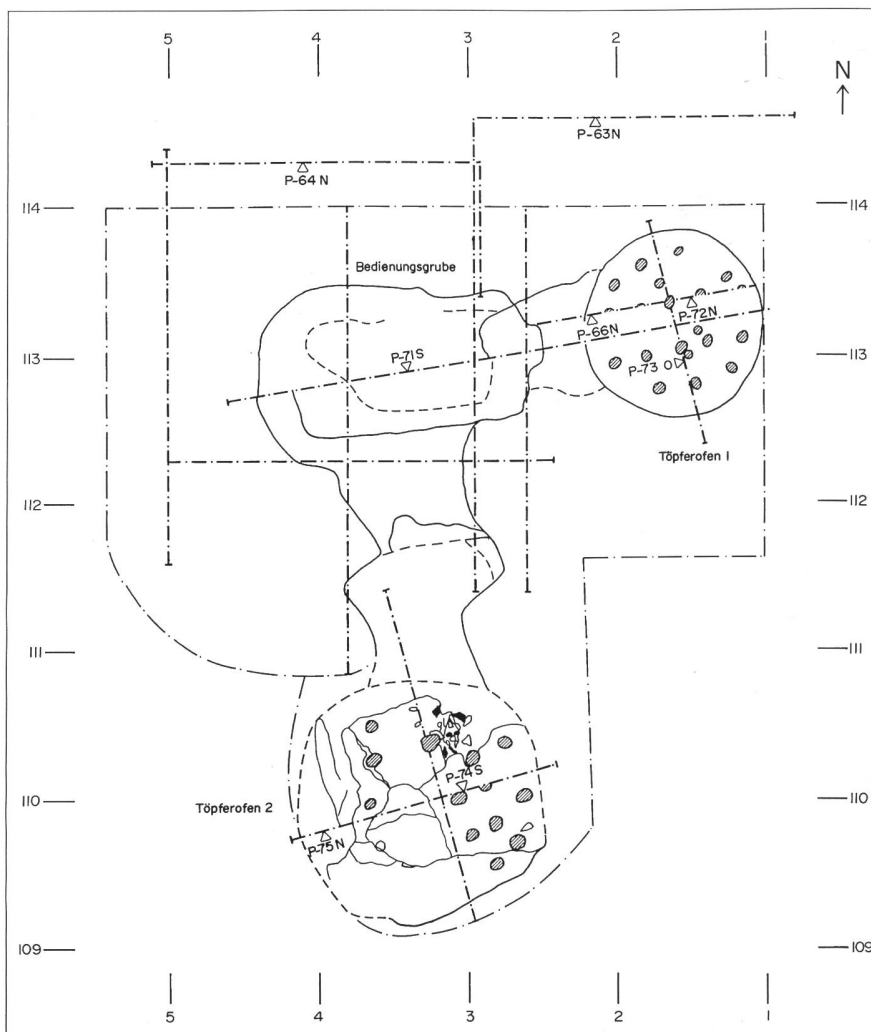 5 4 3 2 1
N
P-63N
P-64 N
114 114
Bedienungsgrube
P-72N
P-66N
113 P-71S 113
P-73 O
Töpferofen 1
112 112
111 111
P-74S
110 110
Töpferofen 2
P-75N
109 109
5 4 3 2 1